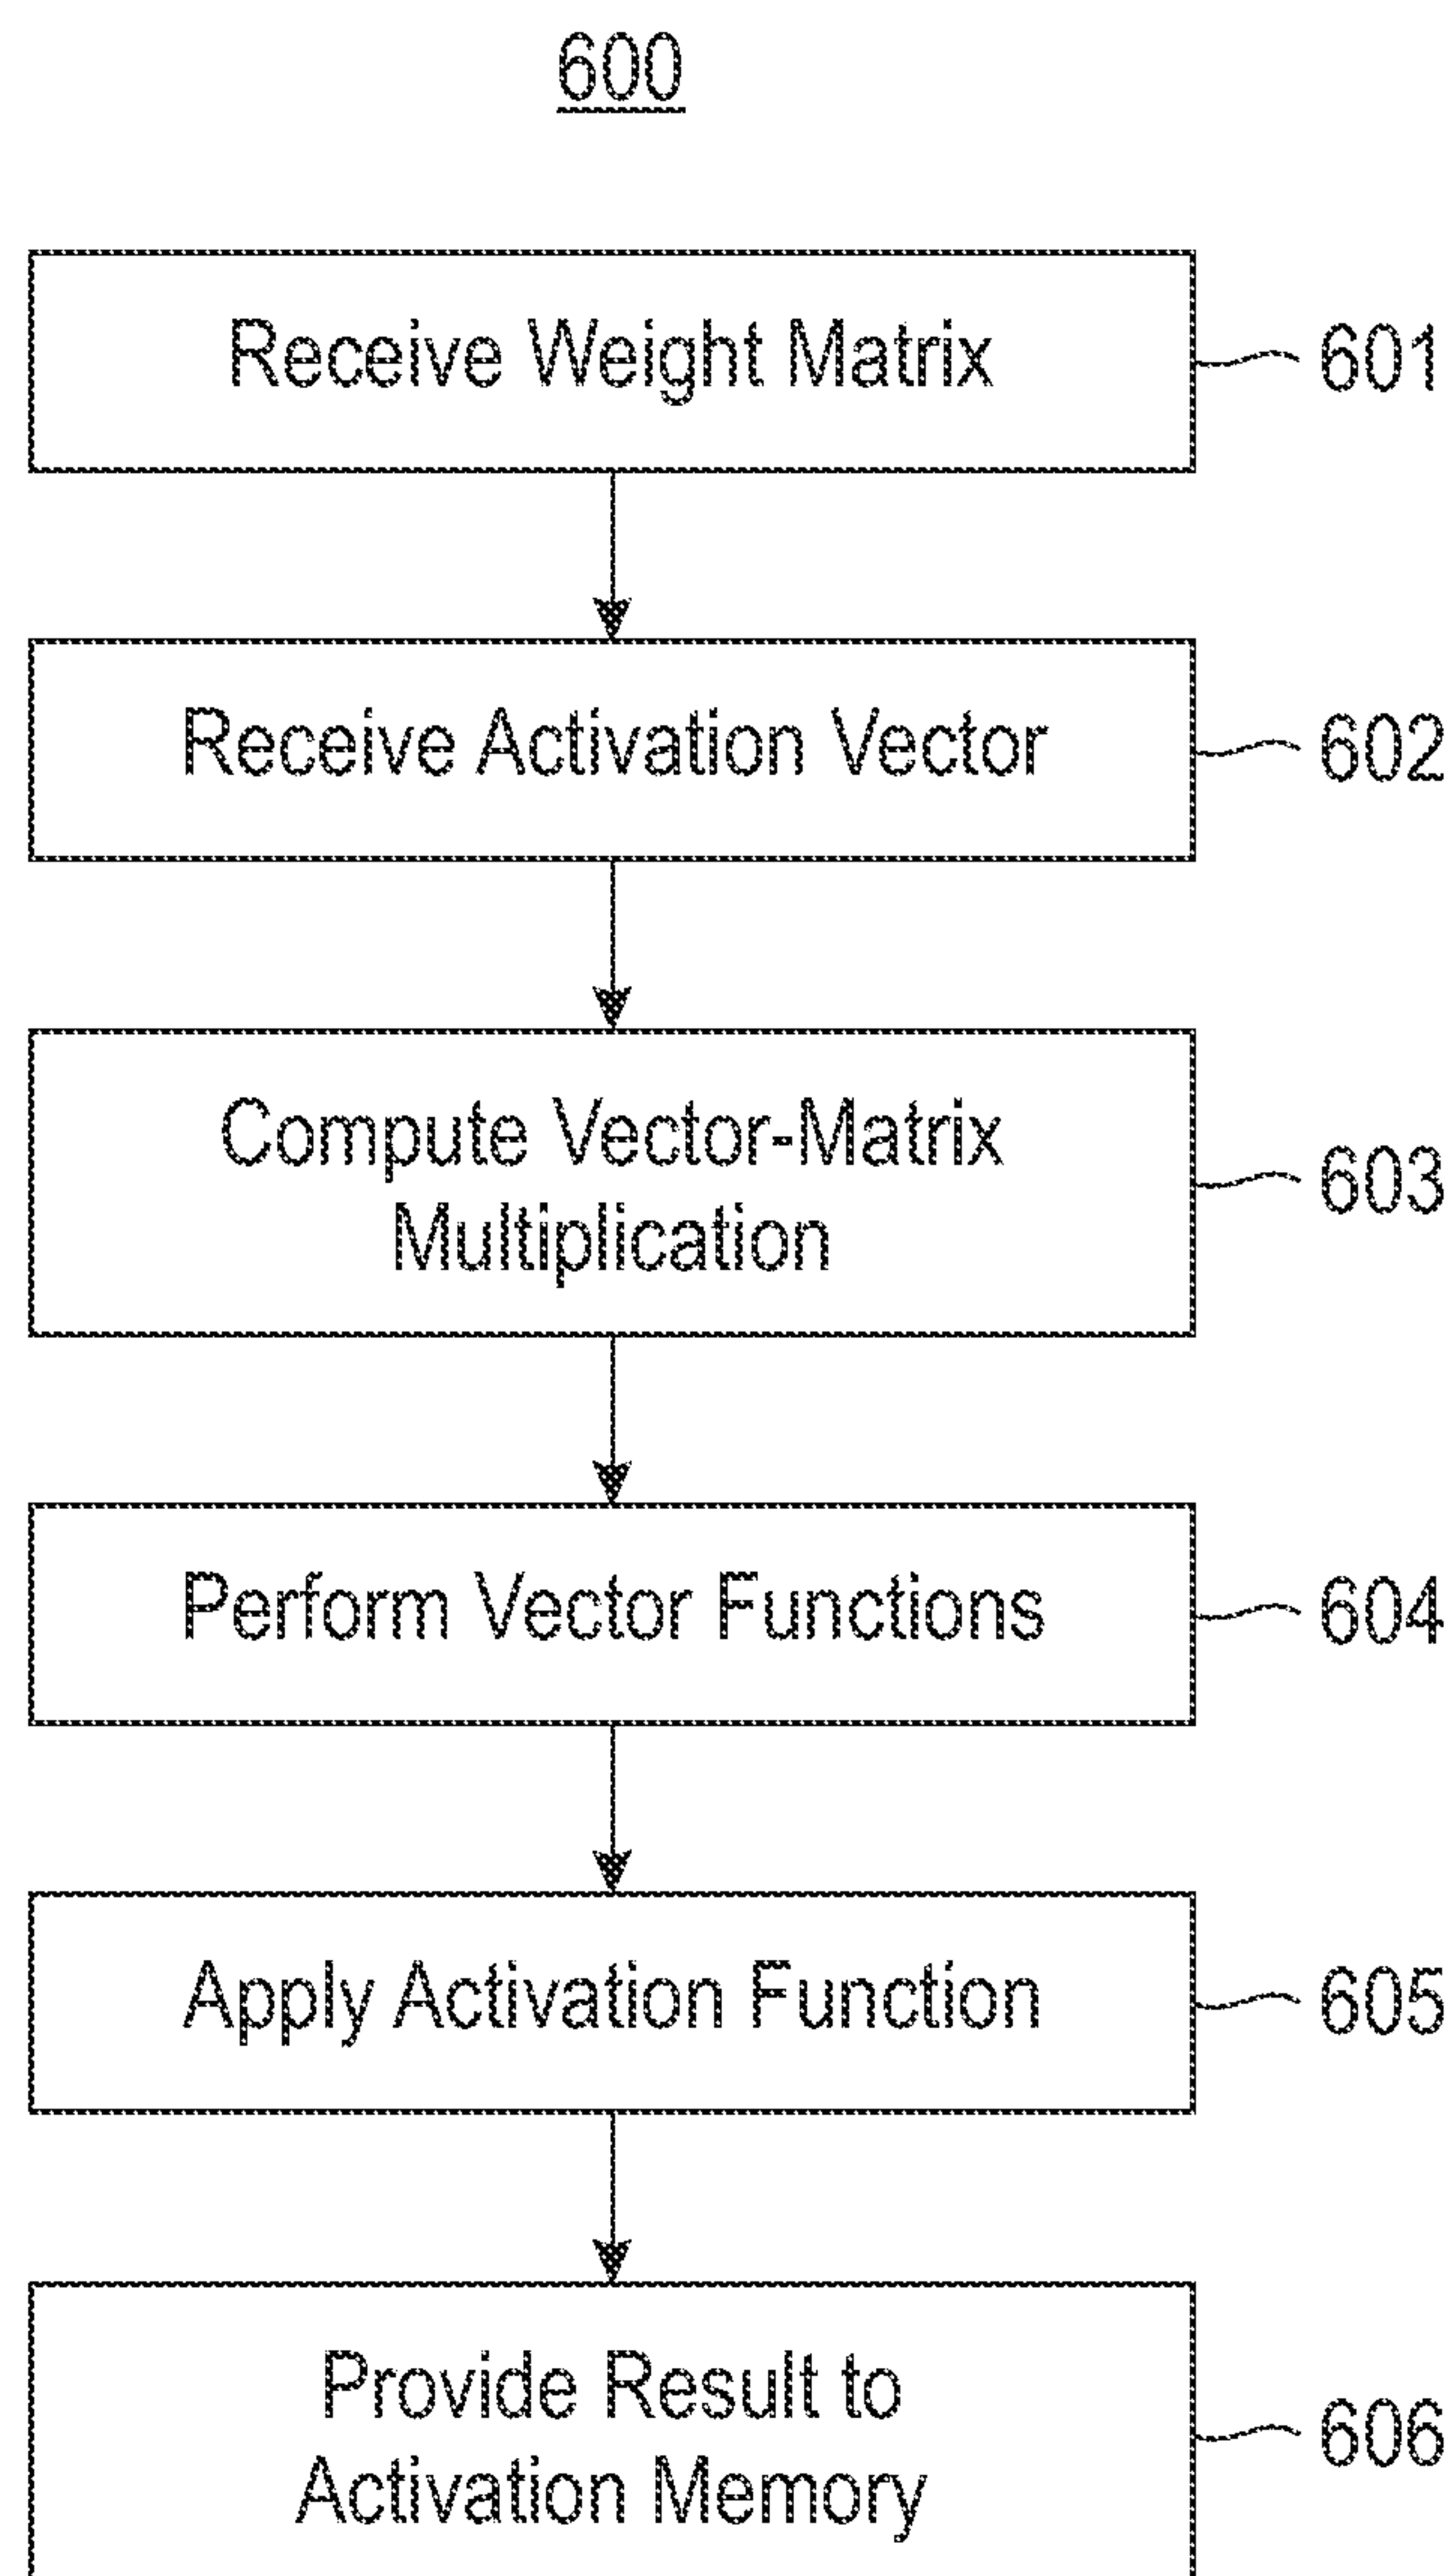 600
Receive Weight Matrix
601
Receive Activation Vector
602
Compute Vector-Matrix
Multiplication
603
Perform Vector Functions
604
Apply Activation Function
605
Provide Result to
Activation Memory
606